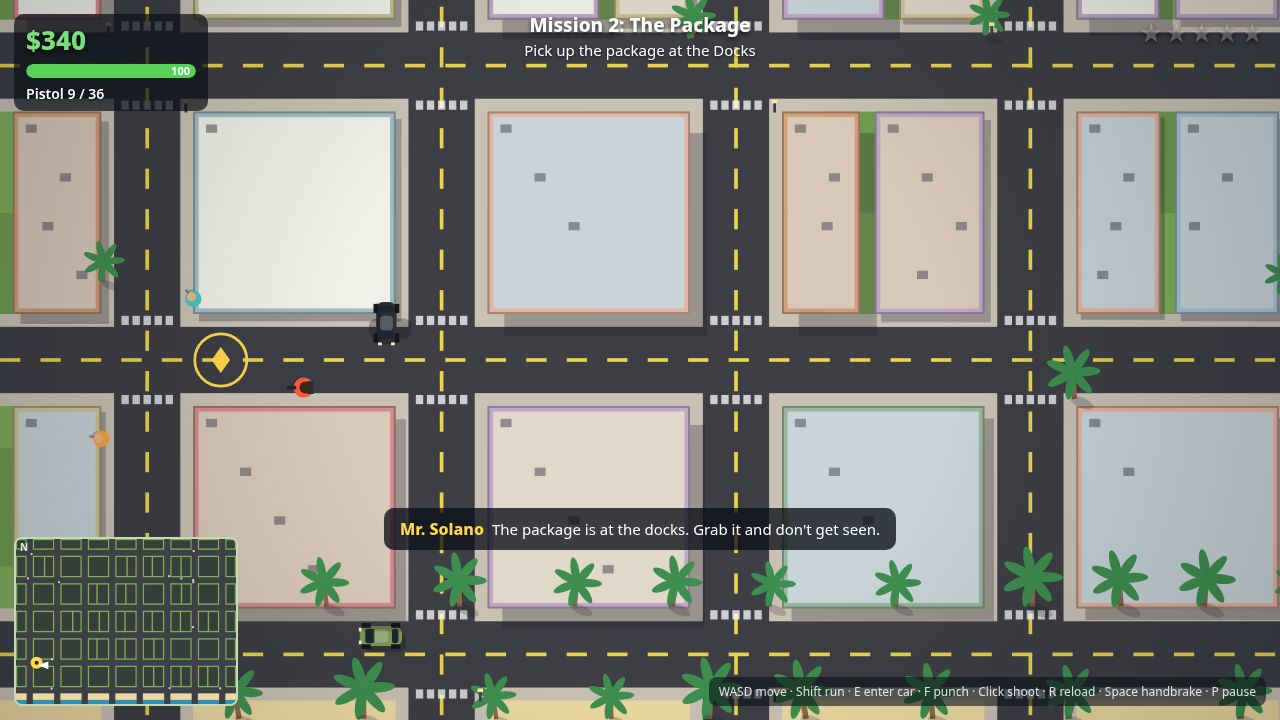 Mission 2: The Package
Pick up the package at the Docks
$340
100
Pistol 9 / 36
Mr. Solano The package is at the docks. Grab it and don't get seen.
N
WASD move · Shift run · E enter car · F punch · Click shoot · R reload · Space handbrake · P pause